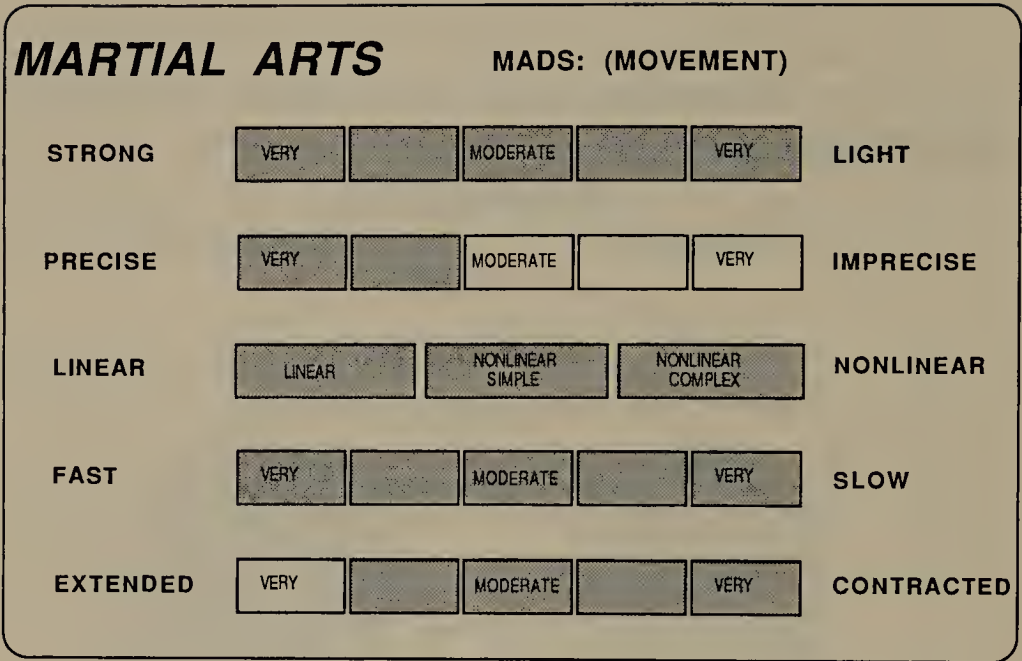 MARTIAL ARTS MADS: (MOVEMENT)
STRONG VERY MODERATE VERY LIGHT
PRECISE VERY MODERATE VERY IMPRECISE
LINEAR LINEAR NONLINEAR SIMPLE NONLINEAR COMPLEX NONLINEAR
FAST VERY MODERATE VERY SLOW
EXTENDED VERY MODERATE VERY CONTRACTED